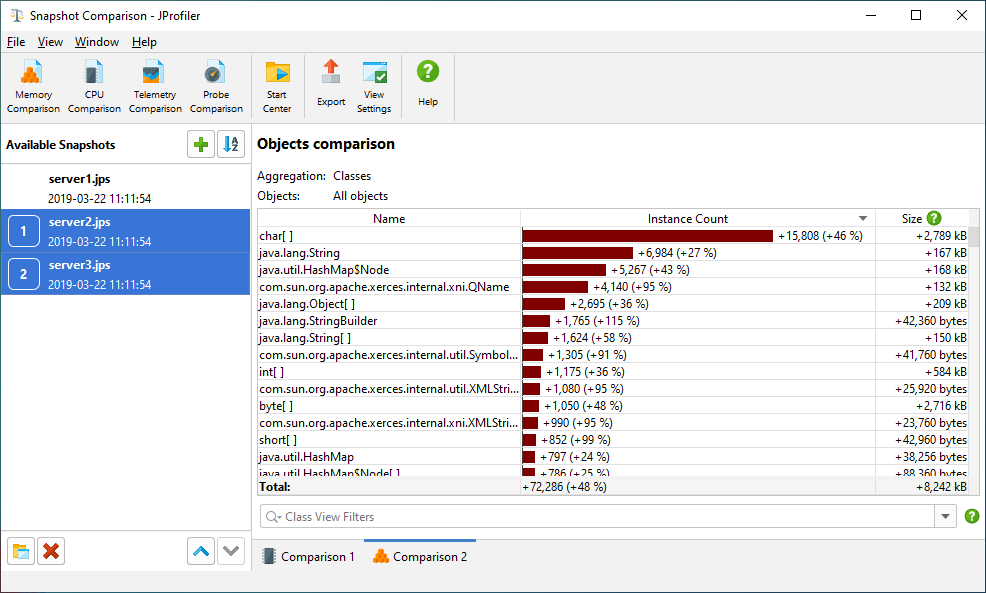 Snapshot Comparison - JProfiler
File View Window Help
Memory Comparison
CPU Comparison
Telemetry Comparison
Probe Comparison
Start Center
Export
View Settings
Help
Available Snapshots
server1.jps
2019-03-22 11:11:54
1
server2.jps
2019-03-22 11:11:54
2
server3.jps
2019-03-22 11:11:54
Objects comparison
Aggregation: Classes
Objects: All objects
Name Instance Count Size
char[ ] +15,808 (+46 %) +2,789 kB
java.lang.String +6,984 (+27 %) +167 kB
java.util.HashMap$Node +5,267 (+43 %) +168 kB
com.sun.org.apache.xerces.internal.xni.QName +4,140 (+95 %) +132 kB
java.lang.Object[ ] +2,695 (+36 %) +209 kB
java.lang.StringBuilder +1,765 (+115 %) +42,360 bytes
java.lang.String[ ] +1,624 (+58 %) +150 kB
com.sun.org.apache.xerces.internal.util.Symbol... +1,305 (+91 %) +41,760 bytes
int[ ] +1,175 (+36 %) +584 kB
com.sun.org.apache.xerces.internal.util.XMLStri... +1,080 (+95 %) +25,920 bytes
byte[ ] +1,050 (+48 %) +2,716 kB
com.sun.org.apache.xerces.internal.xni.XMLStri... +990 (+95 %) +23,760 bytes
short[ ] +852 (+99 %) +42,960 bytes
java.util.HashMap +797 (+24 %) +38,256 bytes
java.util.HashMap$Node[ ] +786 (+25 %) +88,360 bytes
Total: +72,286 (+48 %) +8,242 kB
Class View Filters
Comparison 1 Comparison 2